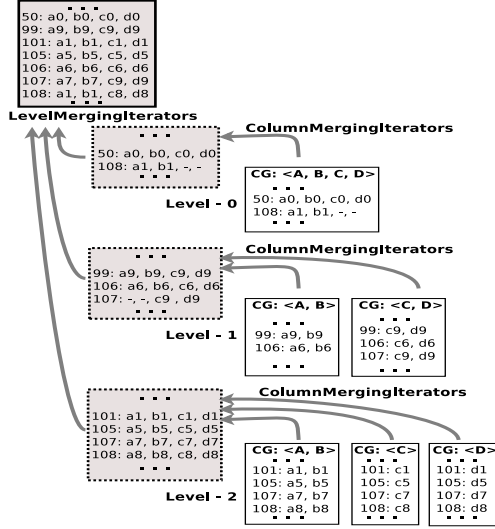 50: a0, b0, c0, d0
99: a9, b9, c9, d9
101: a1, b1, c1, d1
105: a5, b5, c5, d5
106: a6, b6, c6, d6
107: a7, b7, c9, d9
108: a1, b1, c8, d8
LevelMergingIterators
50: a0, b0, c0, d0
108: a1, b1, -, -
ColumnMergingIterators
CG: <A, B, C, D>
50: a0, b0, c0, d0
108: a1, b1, -, -
Level - 0
99: a9, b9, c9, d9
106: a6, b6, c6, d6
107: -, -, c9 , d9
ColumnMergingIterators
CG: <A, B>
99: a9, b9
106: a6, b6
CG: <C, D>
99: c9, d9
106: c6, d6
107: c9, d9
Level - 1
101: a1, b1, c1, d1
105: a5, b5, c5, d5
107: a7, b7, c7, d7
108: a8, b8, c8, d8
ColumnMergingIterators
CG: <A, B>
101: a1, b1
105: a5, b5
107: a7, b7
108: a8, b8
CG: <C>
101: c1
105: c5
107: c7
108: c8
CG: <D>
101: d1
105: d5
107: d7
108: d8
Level - 2